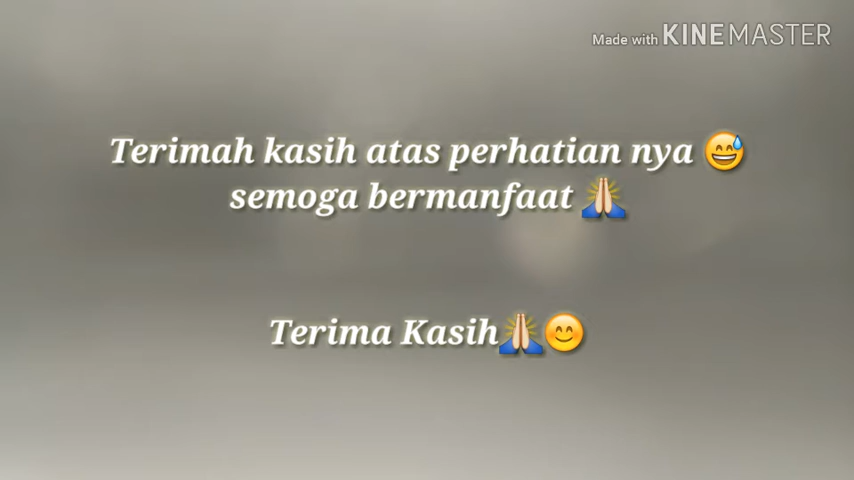 Made with KINEMASTER
Terimah kasih atas perhatian nya 😅
semoga bermanfaat 🙏
Terima Kasih🙏😊